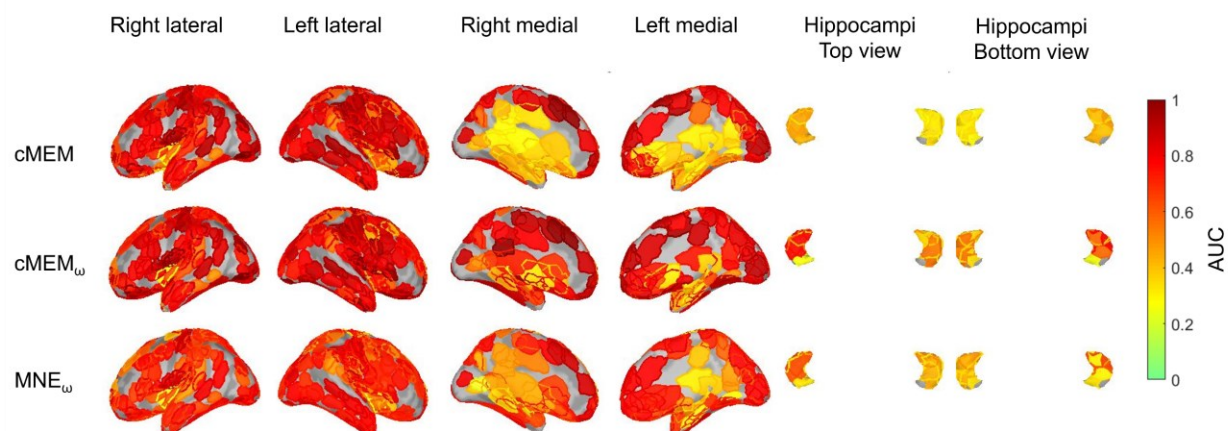 Right lateral
Left lateral
Right medial
Left medial
Hippocampi
Top view
Hippocampi
Bottom view
cMEM
cMEMω
MNEω
1
0.8
0.6
0.4
0.2
0
AUC